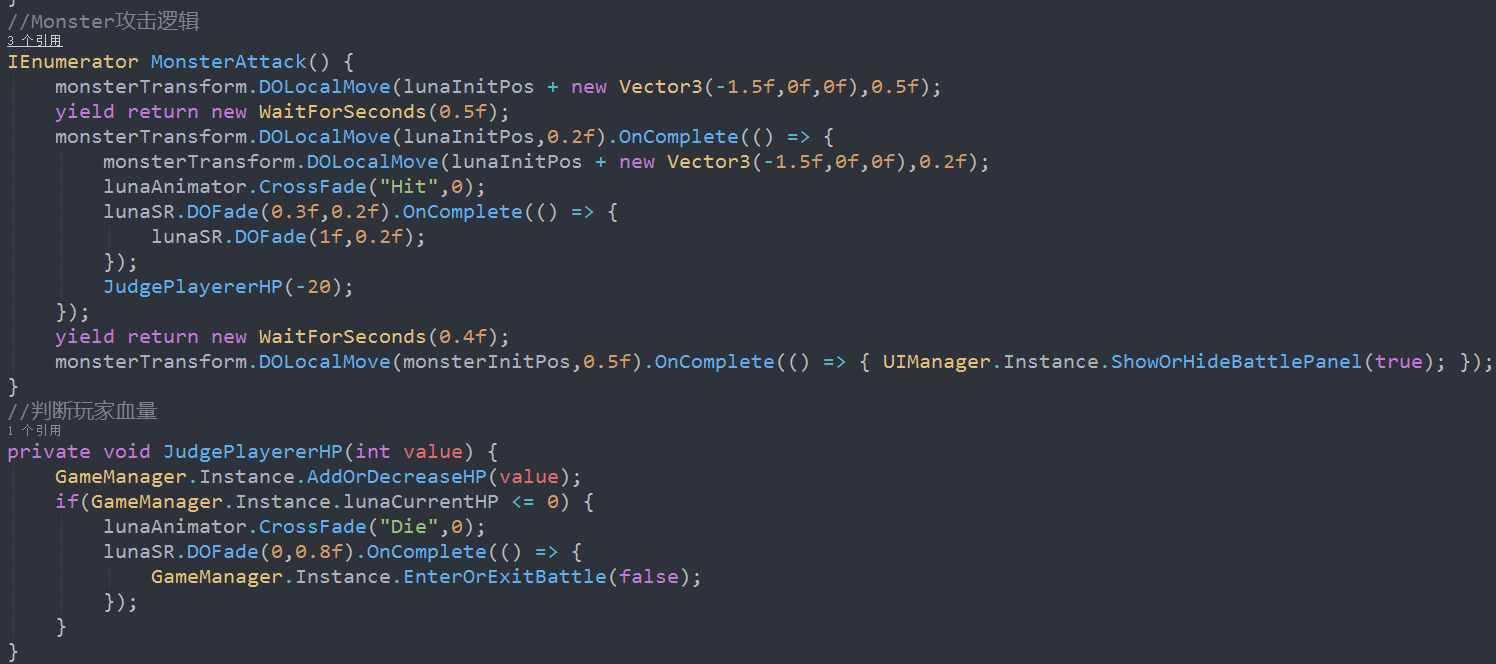 }
//Monster攻击逻辑
3 个引用
IEnumerator MonsterAttack() {
    monsterTransform.DOLocalMove(lunaInitPos + new Vector3(-1.5f,0f,0f),0.5f);
    yield return new WaitForSeconds(0.5f);
    monsterTransform.DOLocalMove(lunaInitPos,0.2f).OnComplete(() => {
        monsterTransform.DOLocalMove(lunaInitPos + new Vector3(-1.5f,0f,0f),0.2f);
        lunaAnimator.CrossFade("Hit",0);
        lunaSR.DOFade(0.3f,0.2f).OnComplete(() => {
            lunaSR.DOFade(1f,0.2f);
        });
        JudgePlayererHP(-20);
    });
    yield return new WaitForSeconds(0.4f);
    monsterTransform.DOLocalMove(monsterInitPos,0.5f).OnComplete(() => { UIManager.Instance.ShowOrHideBattlePanel(true); });
}
//判断玩家血量
1 个引用
private void JudgePlayererHP(int value) {
    GameManager.Instance.AddOrDecreaseHP(value);
    if(GameManager.Instance.lunaCurrentHP <= 0) {
        lunaAnimator.CrossFade("Die",0);
        lunaSR.DOFade(0,0.8f).OnComplete(() => {
            GameManager.Instance.EnterOrExitBattle(false);
        });
    }
}